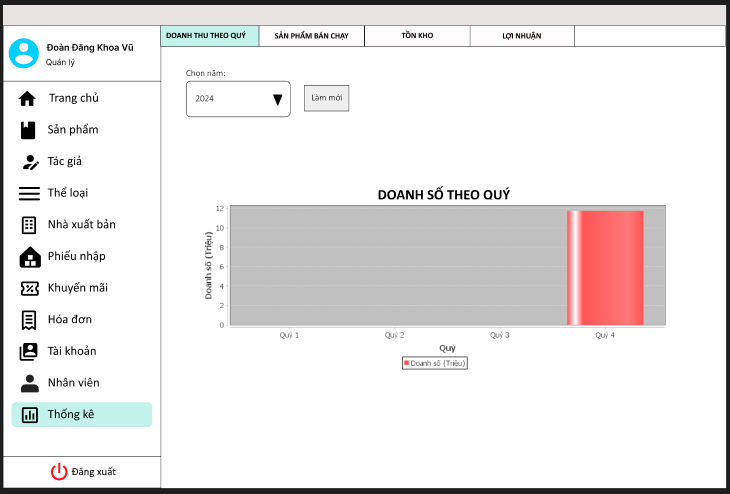 Đoàn Đăng Khoa Vũ
Quản lý
Trang chủ
Sản phẩm
Tác giả
Thể loại
Nhà xuất bản
Phiếu nhập
Khuyến mãi
Hóa đơn
Tài khoản
Nhân viên
Thống kê
Đăng xuất
DOANH THU THEO QUÝ
SẢN PHẨM BÁN CHẠY
TỒN KHO
LỢI NHUẬN
Chọn năm:
2024
Làm mới
DOANH SỐ THEO QUÝ
Doanh số (Triệu)
12
10
8
6
4
2
0
Quý 1
Quý 2
Quý 3
Quý 4
Quý
Doanh số (Triệu)